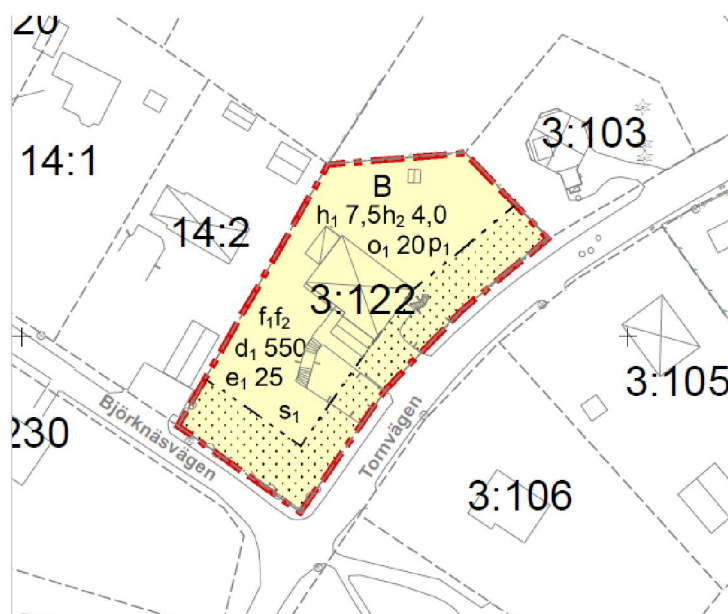 20
3:103
14:1
B
h₁ 7,5h₂ 4,0
14:2
o₁ 20p₁
3:122
f₁f₂
d₁ 550
e₁ 25
s₁
3:105
230
Björknäsvägen
Tornvägen
3:106